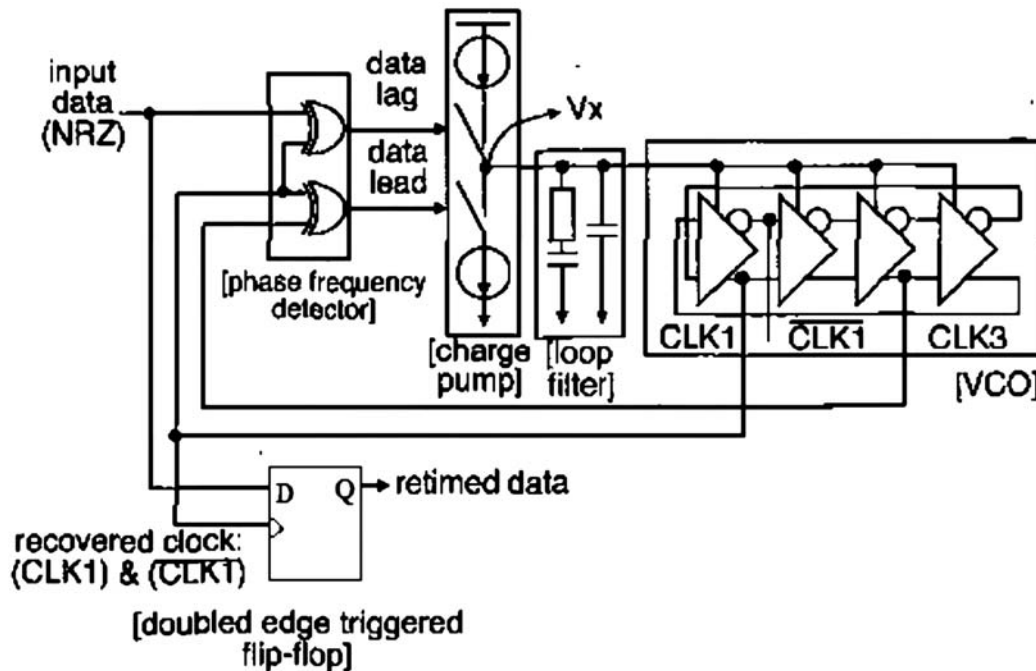 input
data
(NRZ)
data
lag
data
lead
Vx
[phase frequency
detector]
[charge
pump]
[loop
filter]
CLK1
CLK1
CLK3
[VCO]
D
Q
retimed data
recovered clock:
(CLK1) & (CLK1)
[doubled edge triggered
flip-flop]